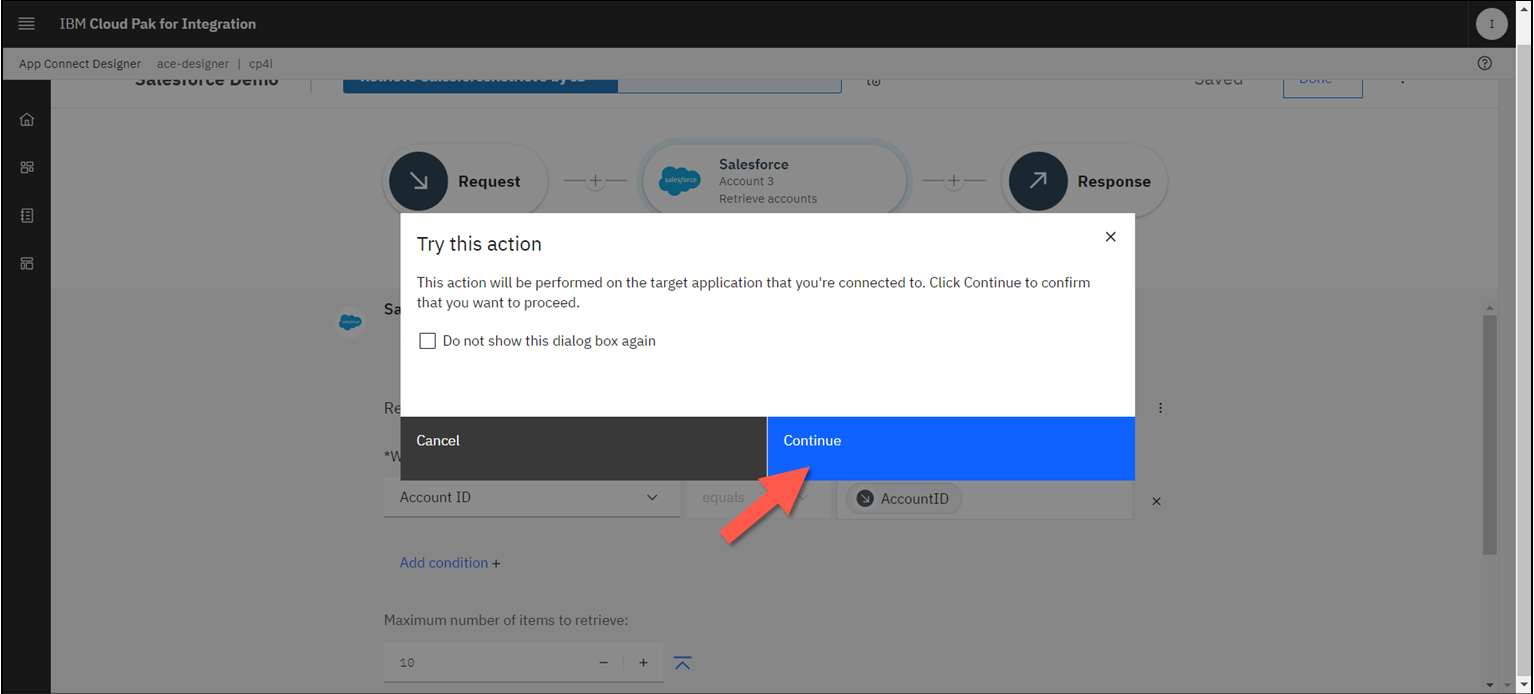 IBM Cloud Pak for Integration
I
App Connect Designer ace-designer | cp4i
Salesforce Demo
Saved
Done
Request
salesforce
Salesforce
Account 3
Retrieve accounts
Response
Try this action
This action will be performed on the target application that you're connected to. Click Continue to confirm
that you want to proceed.
Do not show this dialog box again
salesforce
Sa
Re
Cancel
Continue
*W
Account ID
equals
AccountID
Add condition +
Maximum number of items to retrieve:
10